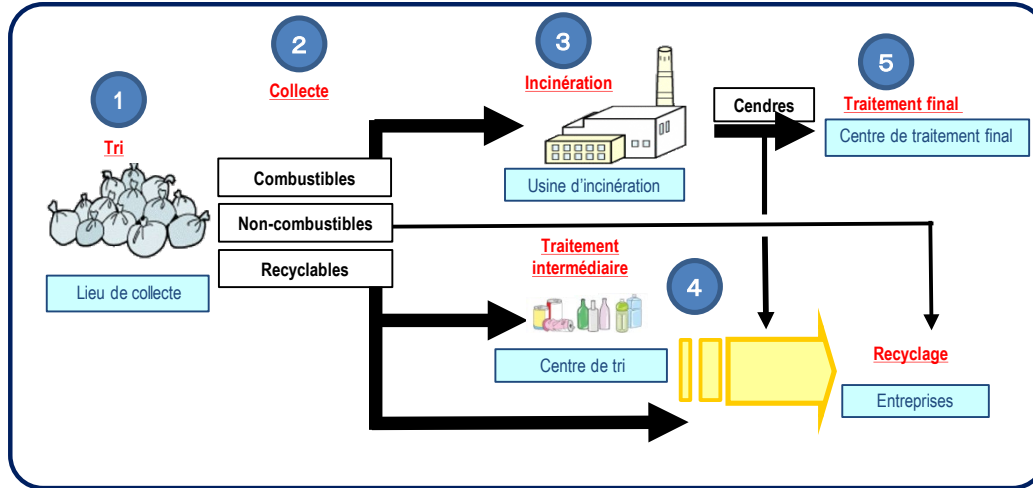 1
Tri
Lieu de collecte
2
Collecte
Combustibles
Non-combustibles
Recyclables
3
Incinération
Usine d’incinération
Traitement
intermédiaire
Centre de tri
4
Cendres
5
Traitement final
Centre de traitement final
Recyclage
Entreprises